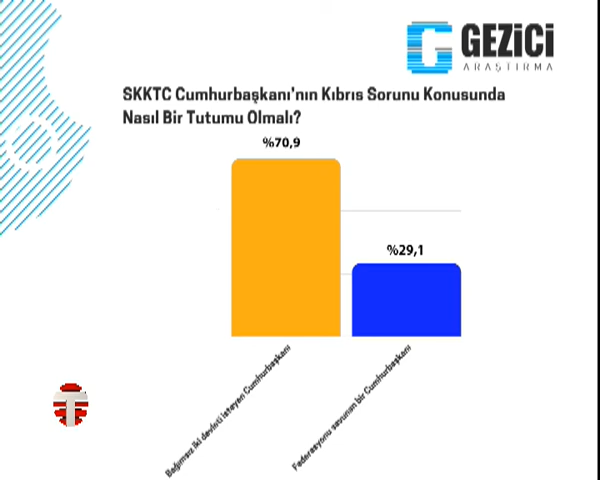 GEZiCi
ARAŞTIRMA
SKKTC Cumhurbaşkanı'nın Kıbrıs Sorunu Konusunda
Nasıl Bir Tutumu Olmalı?
%70,9
%29,1
Bağımsız iki devleti isteyen Cumhurbaşkanı
Federasyonu savunan bir Cumhurbaşkanı